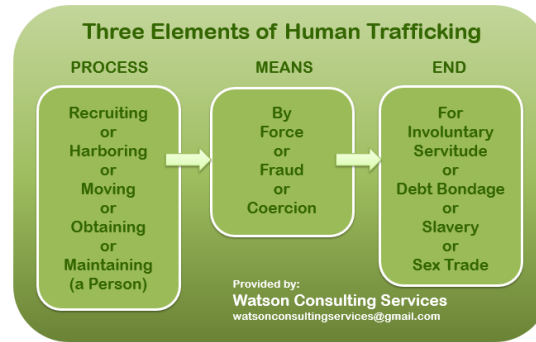 Three Elements of Human Trafficking
PROCESS
Recruiting
or
Harboring
or
Moving
or
Obtaining
or
Maintaining
(a Person)
MEANS
By
Force
or
Fraud
or
Coercion
END
For
Involuntary
Servitude
or
Debt Bondage
or
Slavery
or
Sex Trade
Provided by:
Watson Consulting Services
watsonconsultingservices@gmail.com